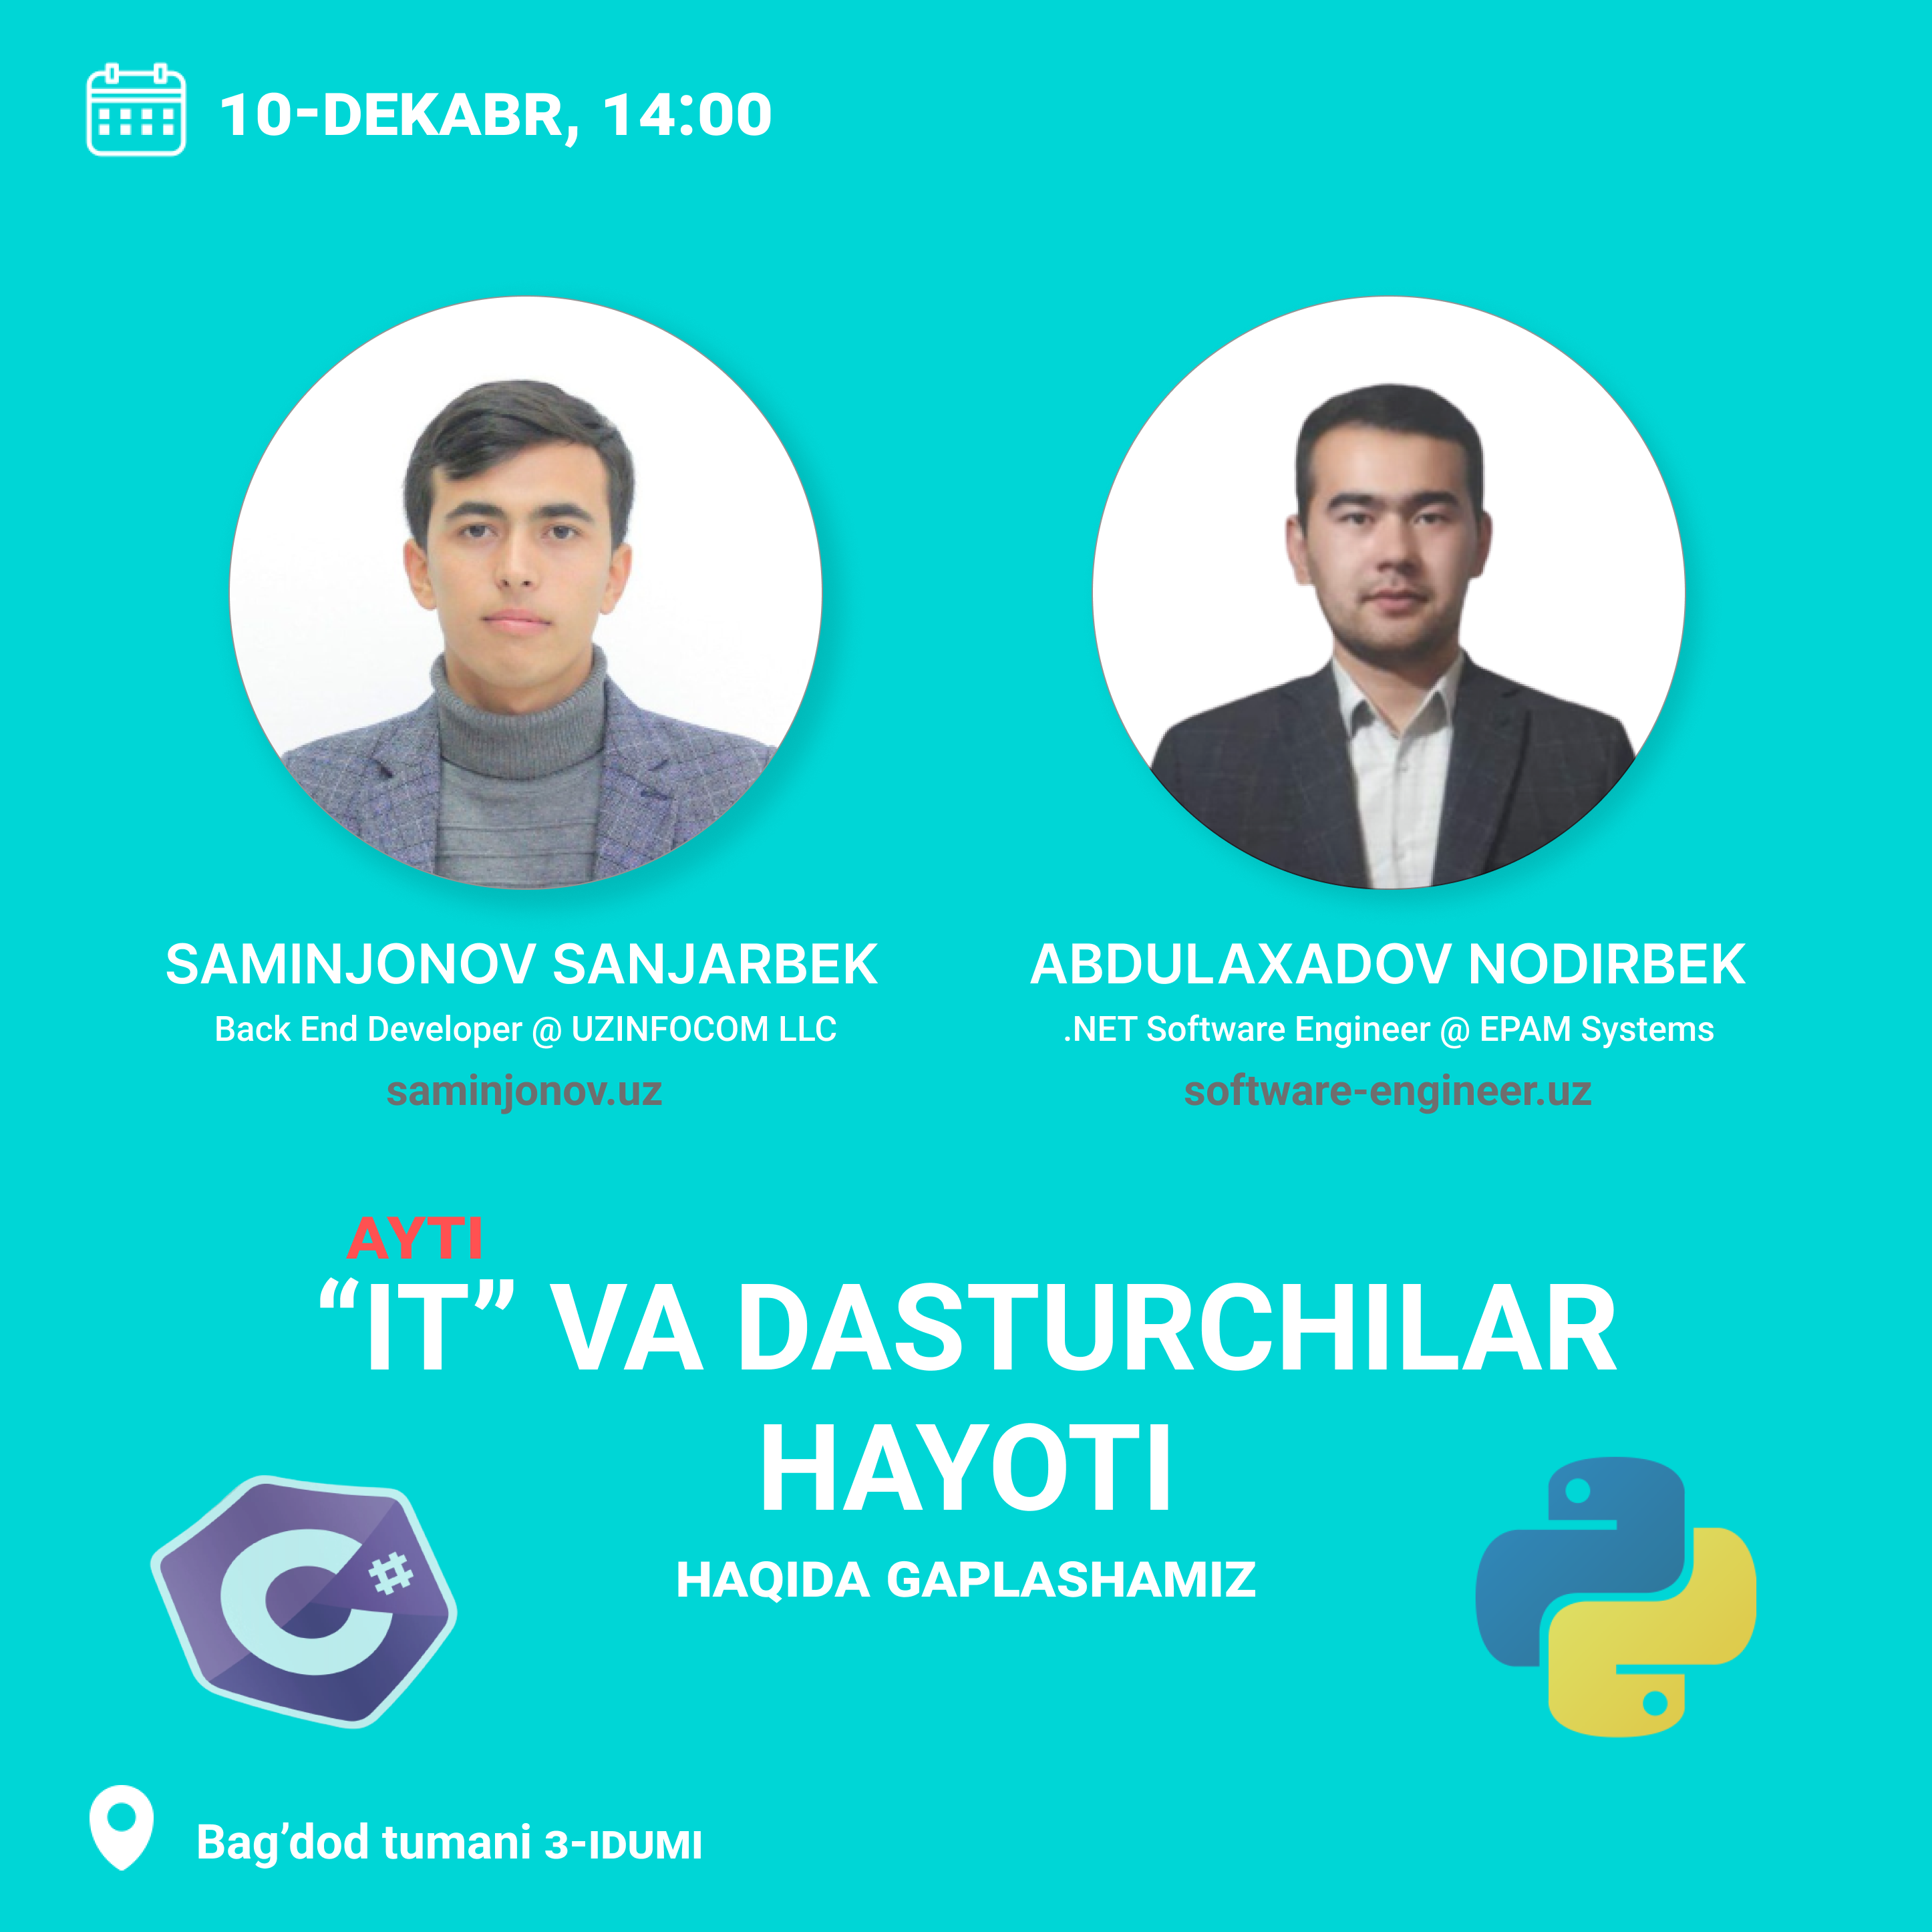 10-DEKABR, 14:00
SAMINJONOV SANJARBEK
Back End Developer @ UZINFOCOM LLC
saminjonov.uz
ABDULAXADOV NODIRBEK
.NET Software Engineer @ EPAM Systems
software-engineer.uz
AYTI
“IT” VA DASTURCHILAR
HAYOTI
HAQIDA GAPLASHAMIZ
C#
Bag’dod tumani 3-IDUMI